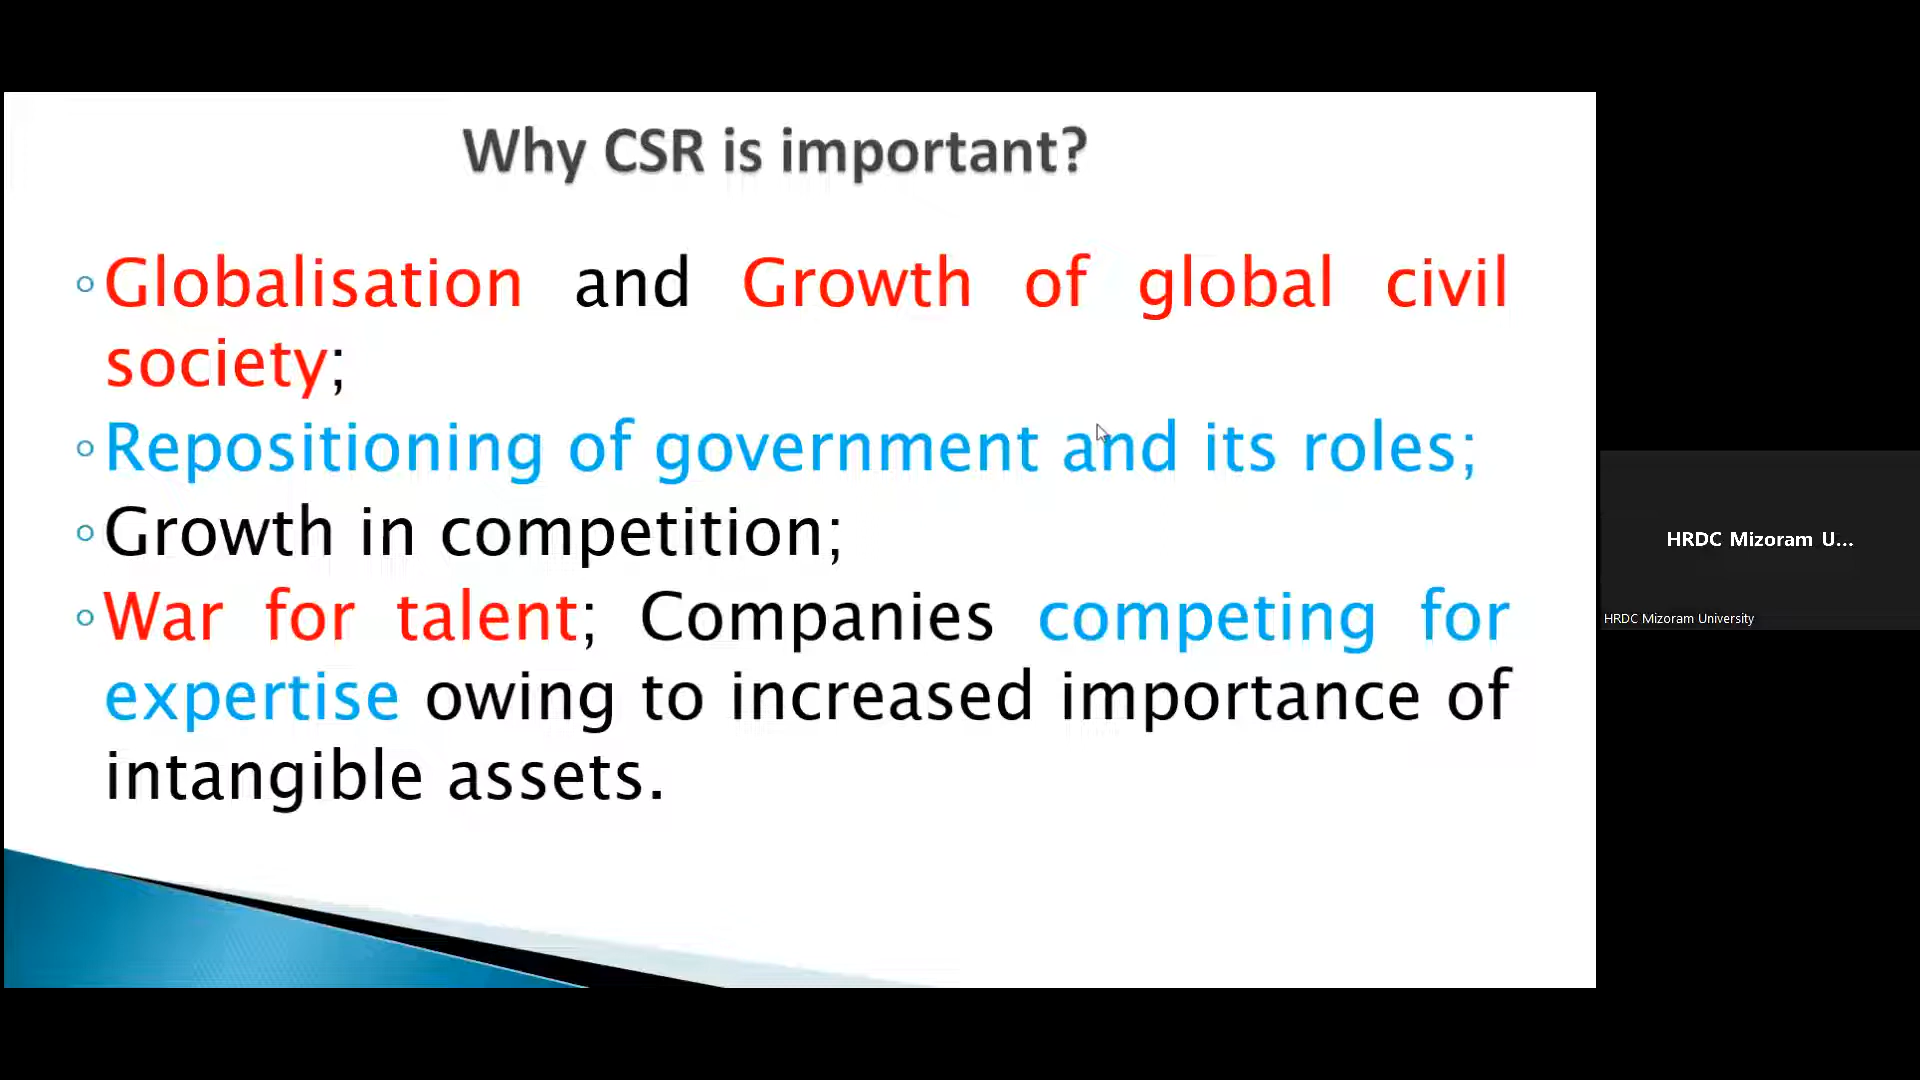 Why CSR is important?
Globalisation and Growth of global civil
society;
Repositioning of government and its roles;
Growth in competition;
War for talent; Companies competing for
expertise owing to increased importance of
intangible assets.
HRDC Mizoram U...
HRDC Mizoram University